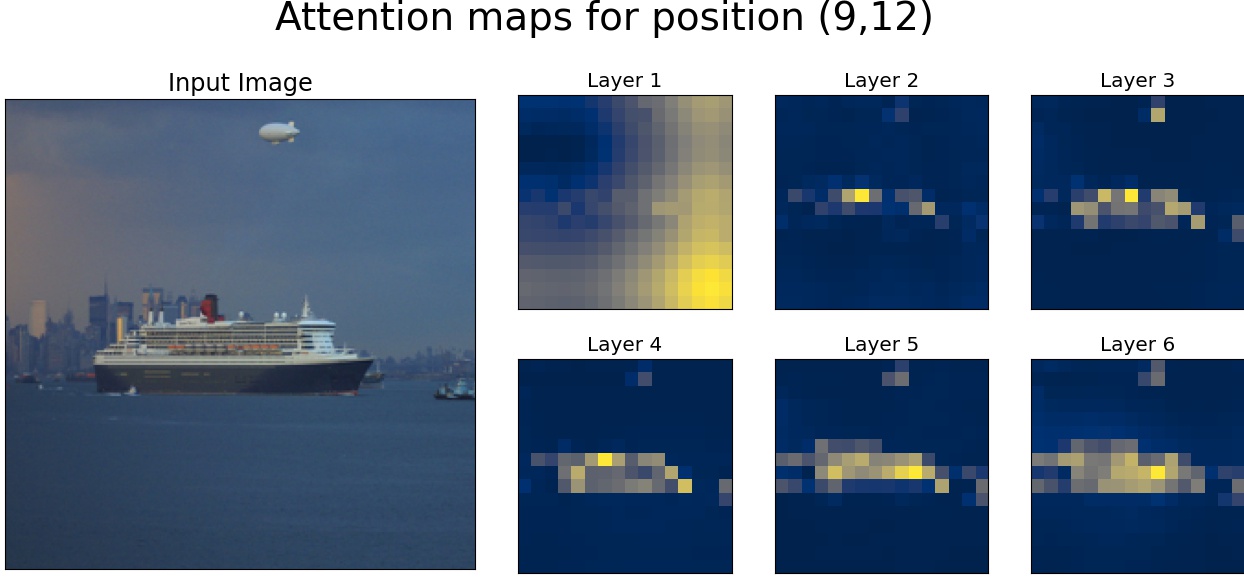 Attention maps for position (9,12)
Input Image
Layer 1
Layer 2
Layer 3
Layer 4
Layer 5
Layer 6